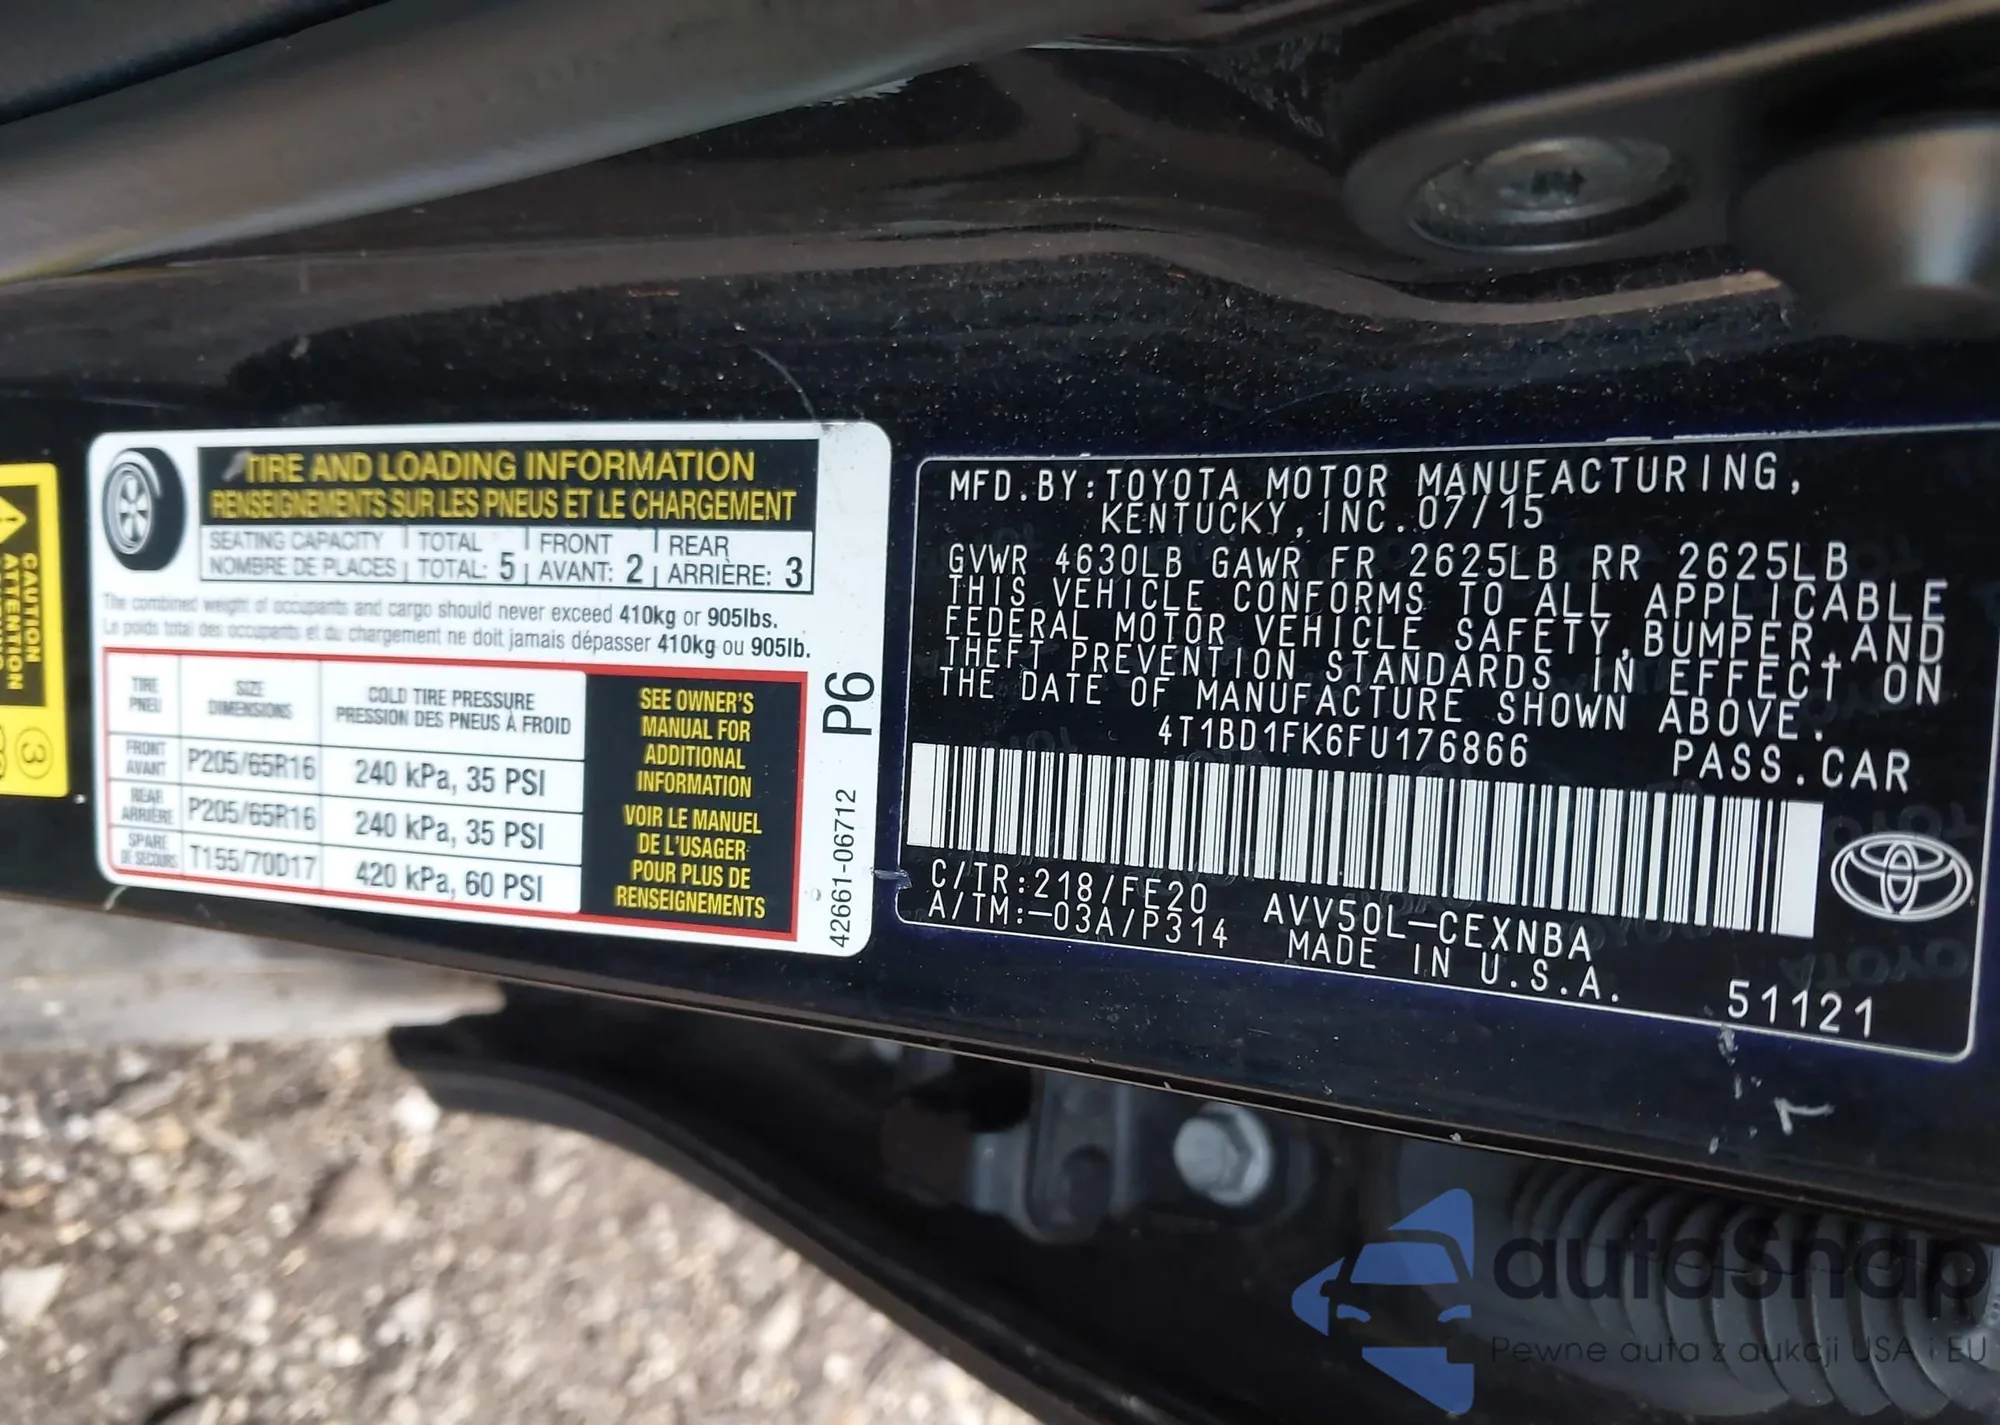 CAUTION
ATTENTION
3
TIRE AND LOADING INFORMATION
RENSEIGNEMENTS SUR LES PNEUS ET LE CHARGEMENT
SEATING CAPACITY TOTAL FRONT REAR
NOMBRE DE PLACES TOTAL: 5 AVANT: 2 ARRIÈRE: 3
The combined weight of occupants and cargo should never exceed 410kg or 905lbs.
Le poids total des occupants et du chargement ne doit jamais dépasser 410kg ou 905lb.
TIRE SIZE COLD TIRE PRESSURE
PNEU DIMENSIONS PRESSION DES PNEUS À FROID
FRONT
AVANT P205/65R16 240 kPa, 35 PSI
REAR
ARRIÈRE P205/65R16 240 kPa, 35 PSI
SPARE
DE SECOURS T155/70D17 420 kPa, 60 PSI
SEE OWNER'S
MANUAL FOR
ADDITIONAL
INFORMATION
VOIR LE MANUEL
DE L'USAGER
POUR PLUS DE
RENSEIGNEMENTS
P6
42661-06712
MFD.BY:TOYOTA MOTOR MANUFACTURING,
KENTUCKY,INC.07/15
GVWR 4630LB GAWR FR 2625LB RR 2625LB
THIS VEHICLE CONFORMS TO ALL APPLICABLE
FEDERAL MOTOR VEHICLE SAFETY,BUMPER,AND
THEFT PREVENTION STANDARDS IN EFFECT ON
THE DATE OF MANUFACTURE SHOWN ABOVE.
4T1BD1FK6FU176866
PASS.CAR
C/TR:218/FE20 AVV50L-CEXNBA
A/TM:-03A/P314 MADE IN U.S.A.
51121
autasnap
Pewne auta z aukcji USA i EU